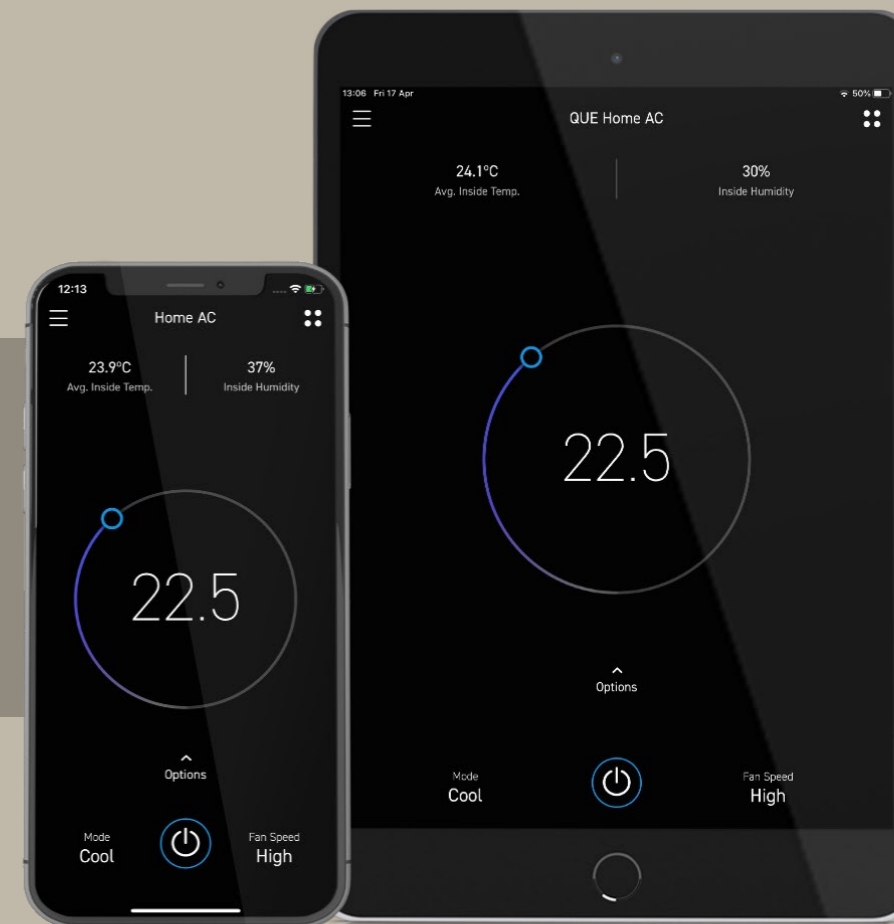 13:06 Fri 17 Apr 50%
QUE Home AC
24.1°C 30%
Avg. Inside Temp. Inside Humidity
22.5
Options
Mode Fan Speed
Cool High
12:13
Home AC
23.9°C 37%
Avg. Inside Temp. Inside Humidity
22.5
Options
Mode Fan Speed
Cool High